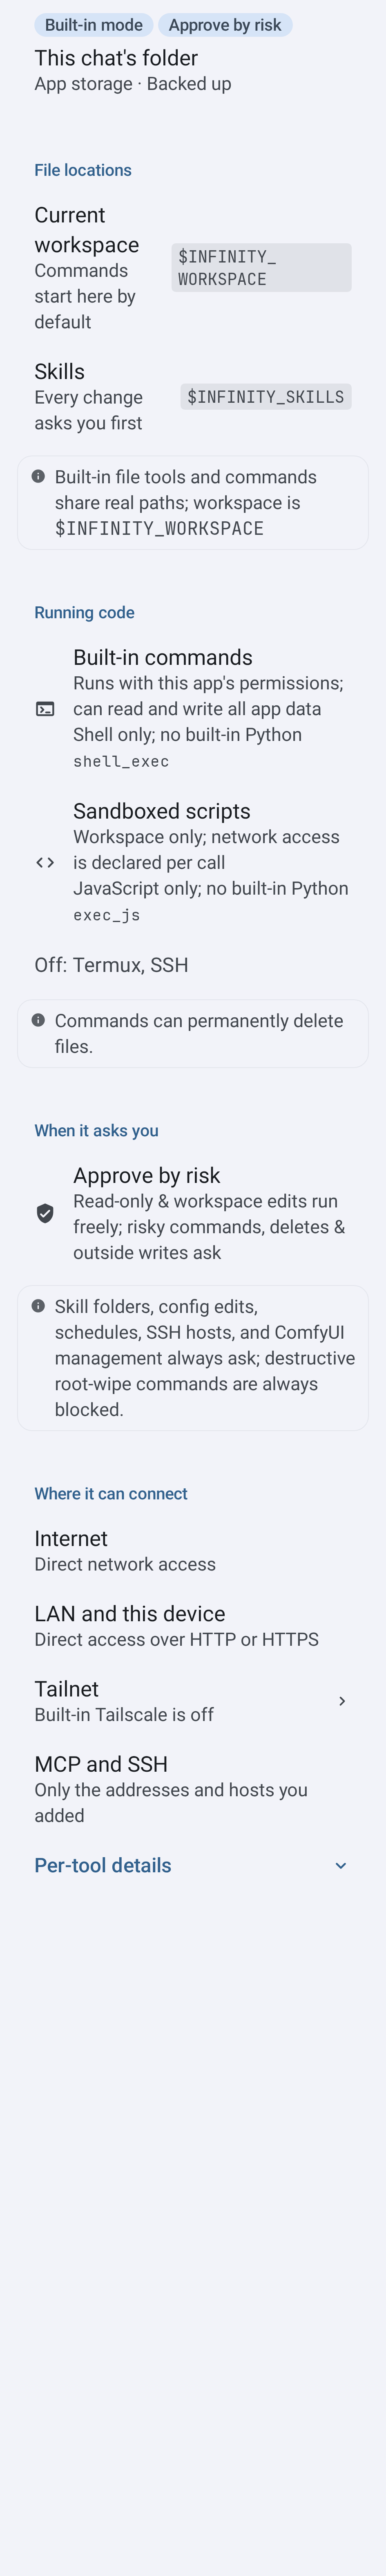 Built-in mode Approve by risk
This chat's folder
App storage · Backed up
File locations
Current
workspace
Commands
start here by
default
$INFINITY_
WORKSPACE
Skills
Every change
asks you first
$INFINITY_SKILLS
Built-in file tools and commands
share real paths; workspace is
$INFINITY_WORKSPACE
Running code
Built-in commands
Runs with this app's permissions;
can read and write all app data
Shell only; no built-in Python
shell_exec
Sandboxed scripts
Workspace only; network access
is declared per call
JavaScript only; no built-in Python
exec_js
Off: Termux, SSH
Commands can permanently delete
files.
When it asks you
Approve by risk
Read-only & workspace edits run
freely; risky commands, deletes &
outside writes ask
Skill folders, config edits,
schedules, SSH hosts, and ComfyUI
management always ask; destructive
root-wipe commands are always
blocked.
Where it can connect
Internet
Direct network access
LAN and this device
Direct access over HTTP or HTTPS
Tailnet
Built-in Tailscale is off
MCP and SSH
Only the addresses and hosts you
added
Per-tool details